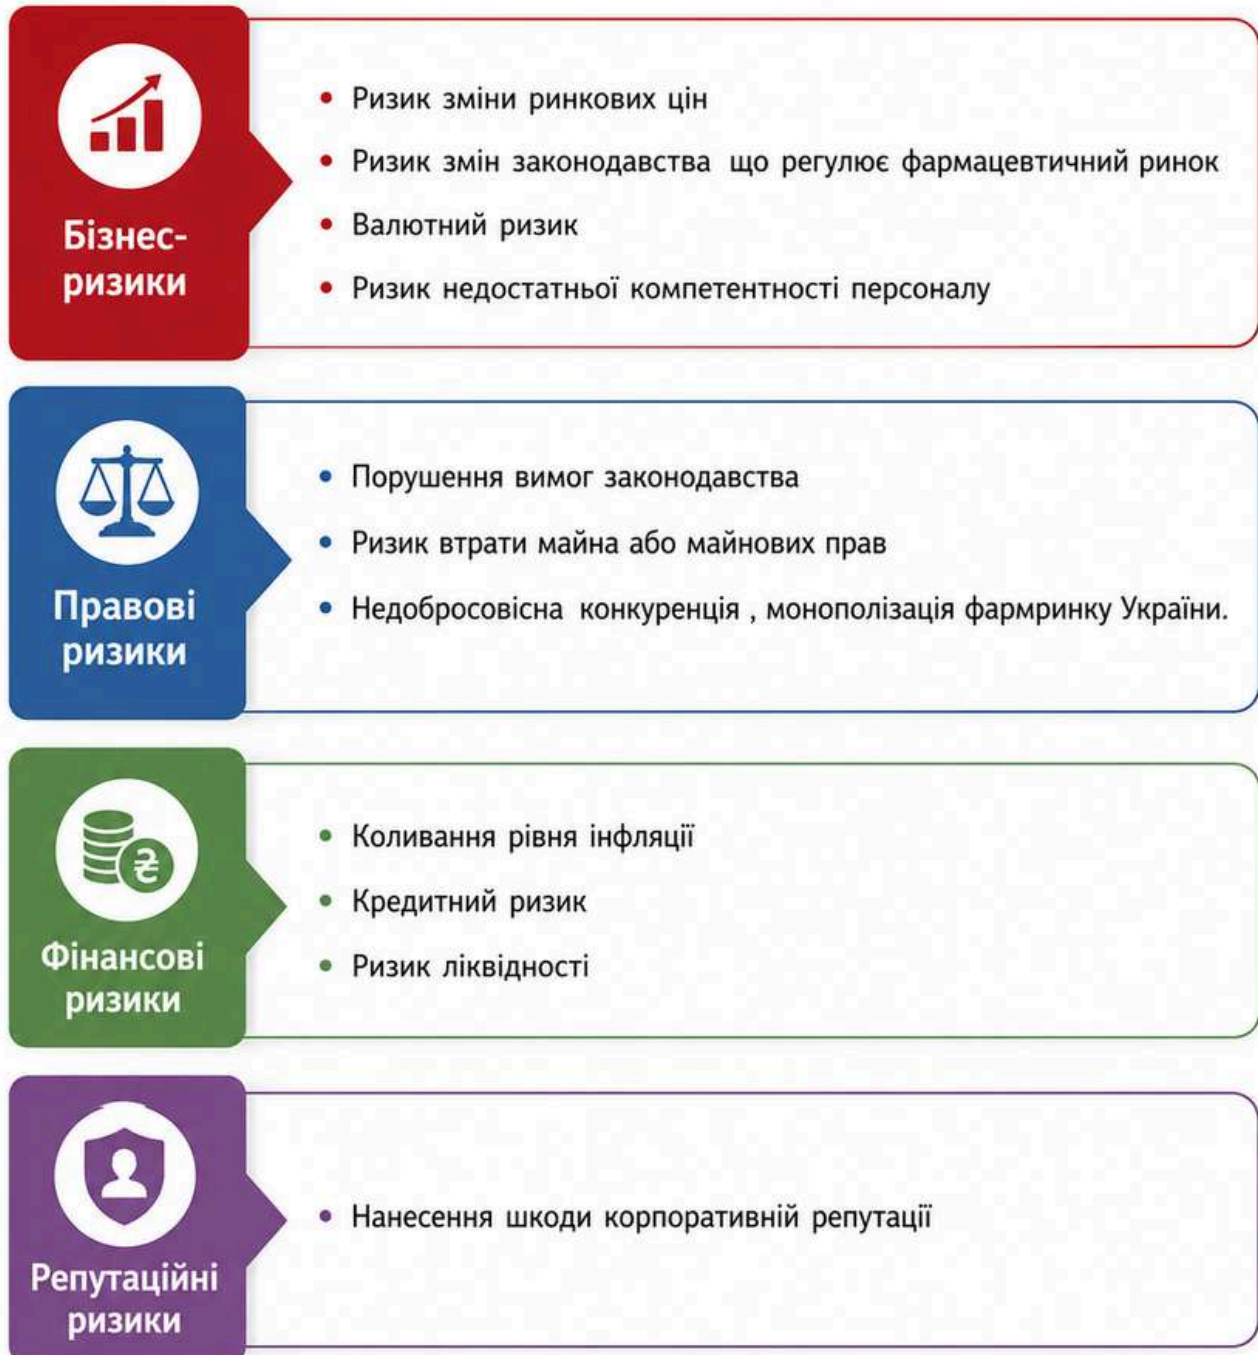 Бізнес-
ризики
• Ризик зміни ринкових цін
• Ризик змін законодавства що регулює фармацевтичний ринок
• Валютний ризик
• Ризик недостатньої компетентності персоналу
Правові
ризики
• Порушення вимог законодавства
• Ризик втрати майна або майнових прав
• Недобросовісна конкуренція , монополізація фармринку України.
₴
Фінансові
ризики
• Коливання рівня інфляції
• Кредитний ризик
• Ризик ліквідності
Репутаційні
ризики
• Нанесення шкоди корпоративній репутації